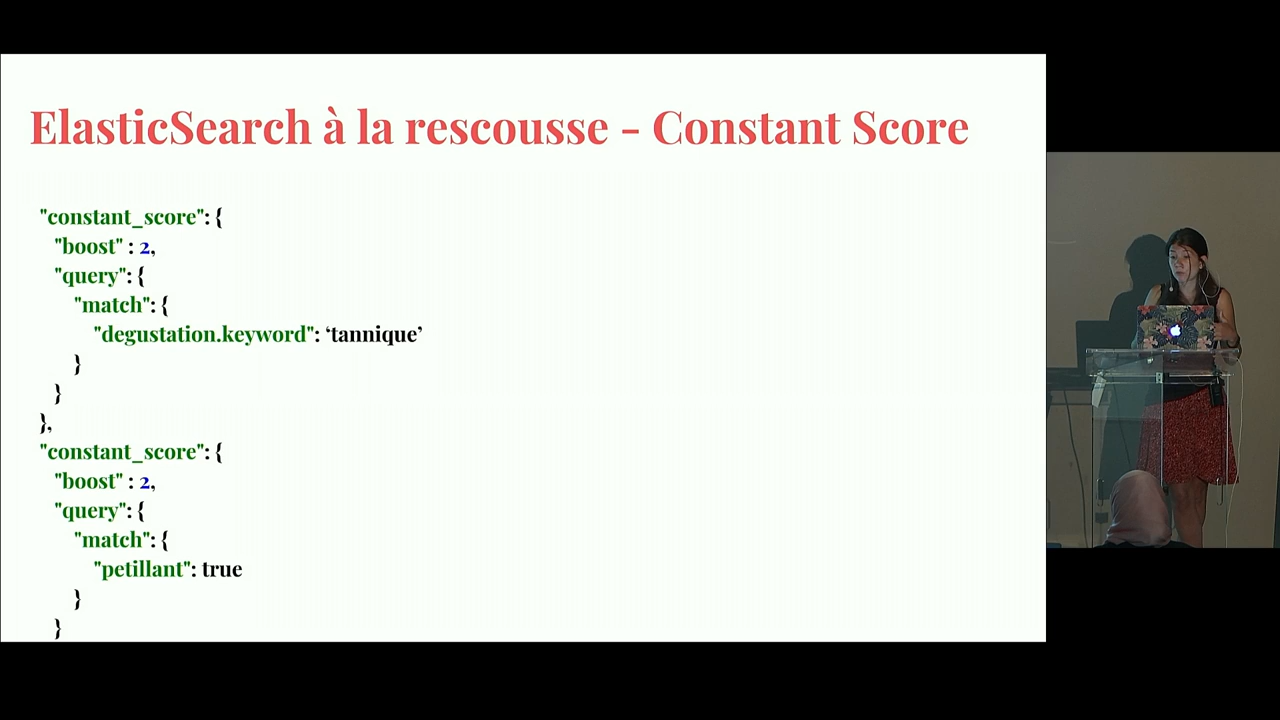 ElasticSearch à la rescousse - Constant Score
"constant_score": {
"boost" : 2,
"query": {
"match": {
"degustation.keyword": ‘tannique’
}
}
},
"constant_score": {
"boost" : 2,
"query": {
"match": {
"petillant": true
}
}